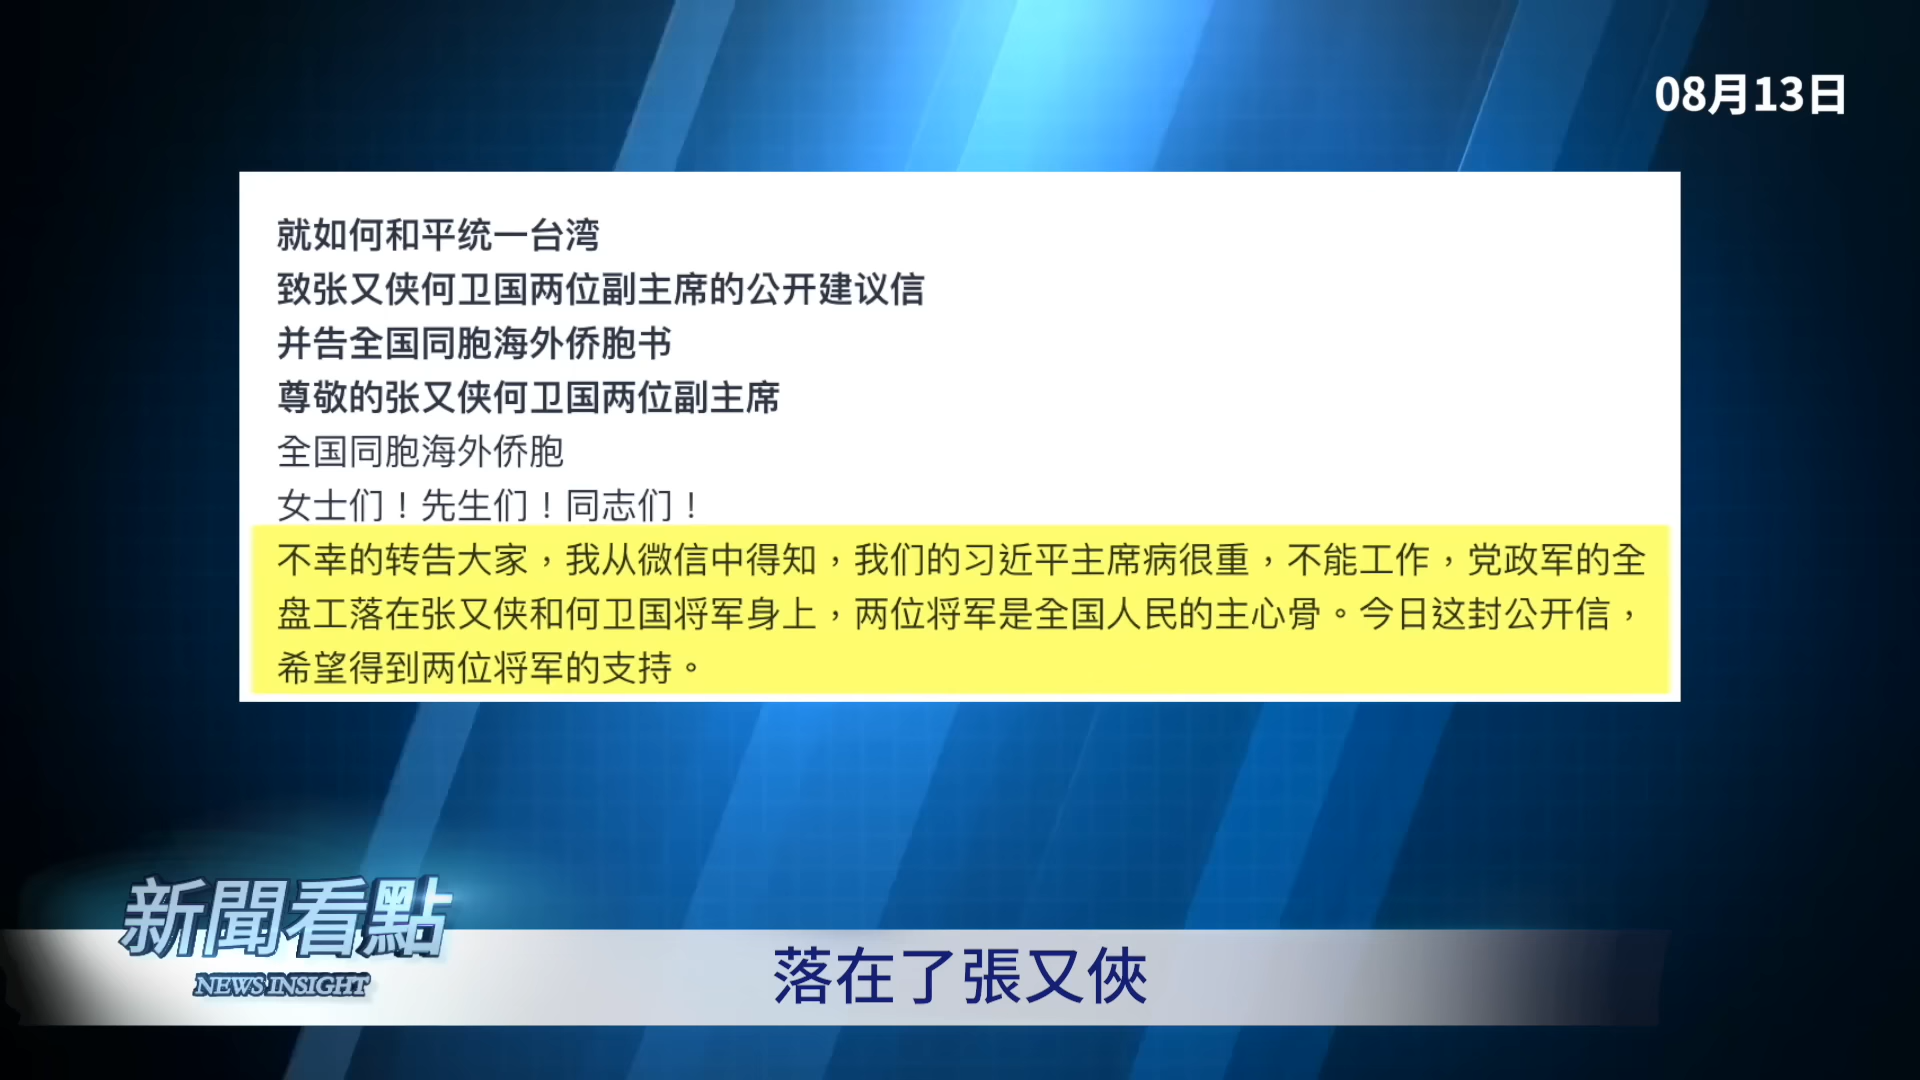 08月13日
就如何和平统一台湾
致张又侠何卫国两位副主席的公开建议信
并告全国同胞海外侨胞书
尊敬的张又侠何卫国两位副主席
全国同胞海外侨胞
女士们！先生们！同志们！
不幸的转告大家，我从微信中得知，我们的习近平主席病很重，不能工作，党政军的全
盘工落在张又侠和何卫国将军身上，两位将军是全国人民的主心骨。今日这封公开信，
希望得到两位将军的支持。
新聞看點
NEWS INSIGHT
落在了張又俠